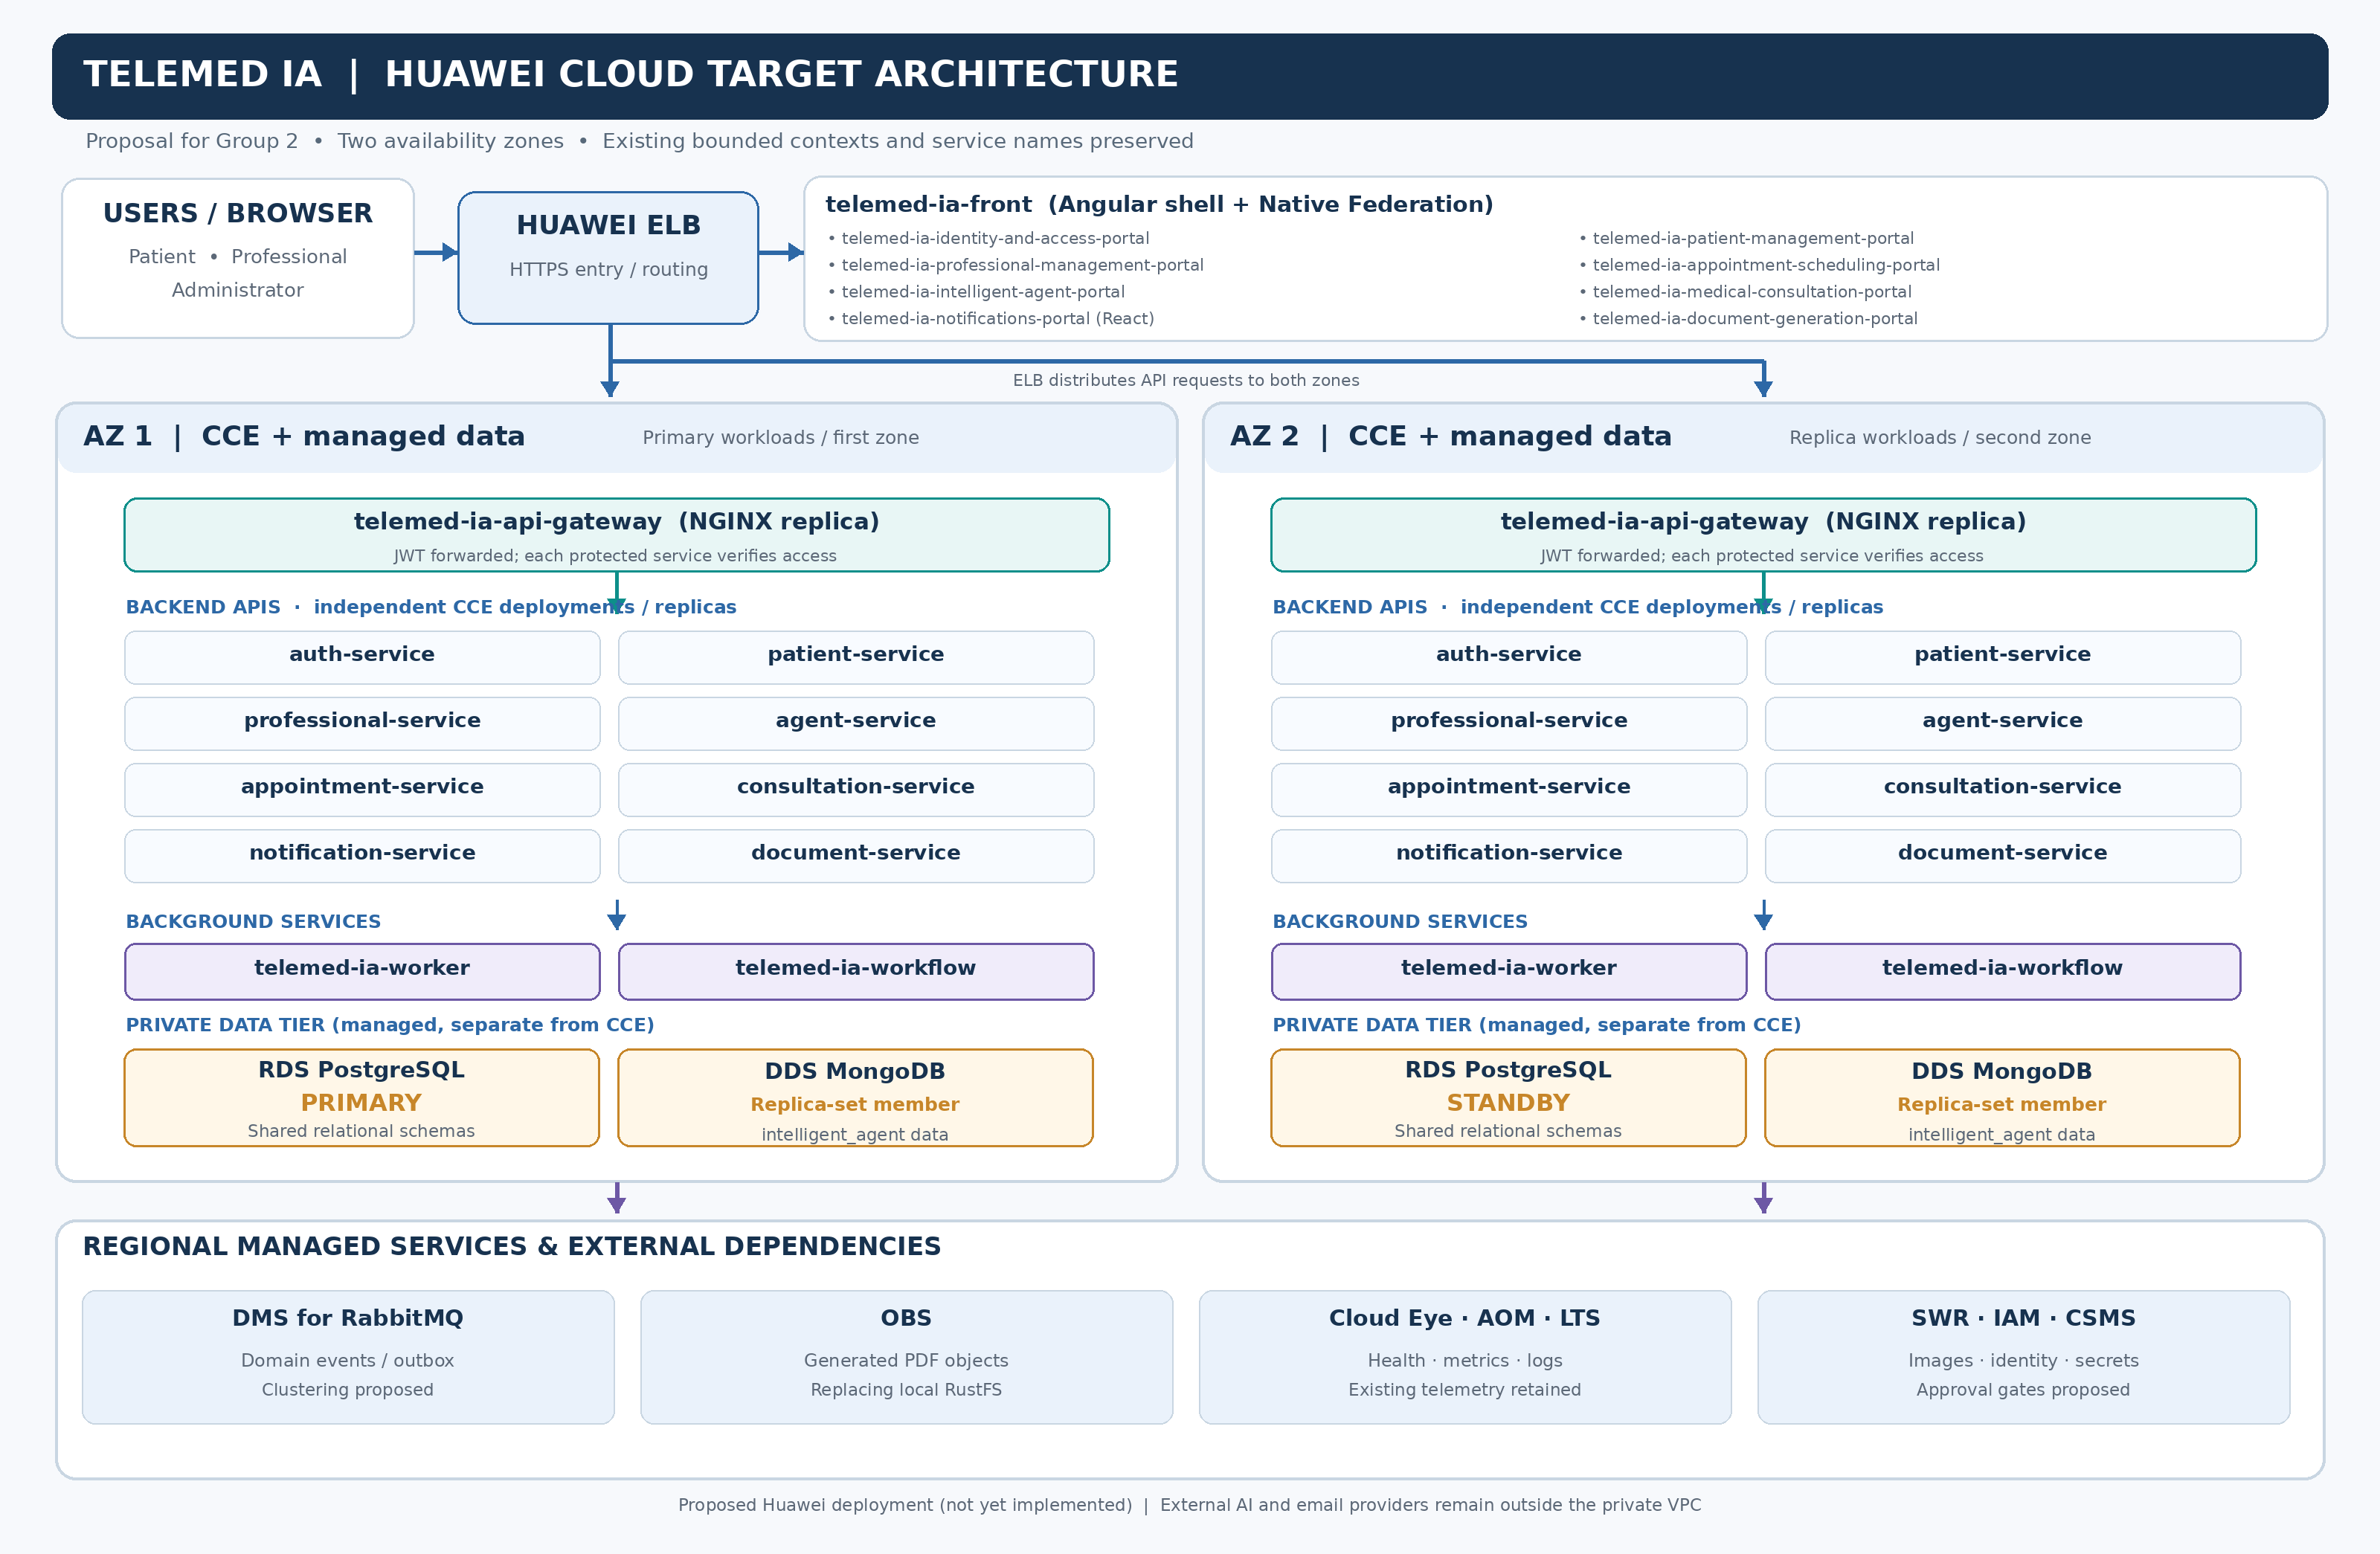 TELEMED IA | HUAWEI CLOUD TARGET ARCHITECTURE
Proposal for Group 2 • Two availability zones • Existing bounded contexts and service names preserved
USERS / BROWSER
Patient • Professional
Administrator
HUAWEI ELB
HTTPS entry / routing
telemed-ia-front (Angular shell + Native Federation)
• telemed-ia-identity-and-access-portal
• telemed-ia-professional-management-portal
• telemed-ia-intelligent-agent-portal
• telemed-ia-notifications-portal (React)
• telemed-ia-patient-management-portal
• telemed-ia-appointment-scheduling-portal
• telemed-ia-medical-consultation-portal
• telemed-ia-document-generation-portal
ELB distributes API requests to both zones
AZ 1 | CCE + managed data
Primary workloads / first zone
telemed-ia-api-gateway (NGINX replica)
JWT forwarded; each protected service verifies access
BACKEND APIS · independent CCE deployments / replicas
auth-service
patient-service
professional-service
agent-service
appointment-service
consultation-service
notification-service
document-service
BACKGROUND SERVICES
telemed-ia-worker
telemed-ia-workflow
PRIVATE DATA TIER (managed, separate from CCE)
RDS PostgreSQL
PRIMARY
Shared relational schemas
DDS MongoDB
Replica-set member
intelligent_agent data
AZ 2 | CCE + managed data
Replica workloads / second zone
telemed-ia-api-gateway (NGINX replica)
JWT forwarded; each protected service verifies access
BACKEND APIS · independent CCE deployments / replicas
auth-service
patient-service
professional-service
agent-service
appointment-service
consultation-service
notification-service
document-service
BACKGROUND SERVICES
telemed-ia-worker
telemed-ia-workflow
PRIVATE DATA TIER (managed, separate from CCE)
RDS PostgreSQL
STANDBY
Shared relational schemas
DDS MongoDB
Replica-set member
intelligent_agent data
REGIONAL MANAGED SERVICES & EXTERNAL DEPENDENCIES
DMS for RabbitMQ
Domain events / outbox
Clustering proposed
OBS
Generated PDF objects
Replacing local RustFS
Cloud Eye · AOM · LTS
Health · metrics · logs
Existing telemetry retained
SWR · IAM · CSMS
Images · identity · secrets
Approval gates proposed
Proposed Huawei deployment (not yet implemented) | External AI and email providers remain outside the private VPC